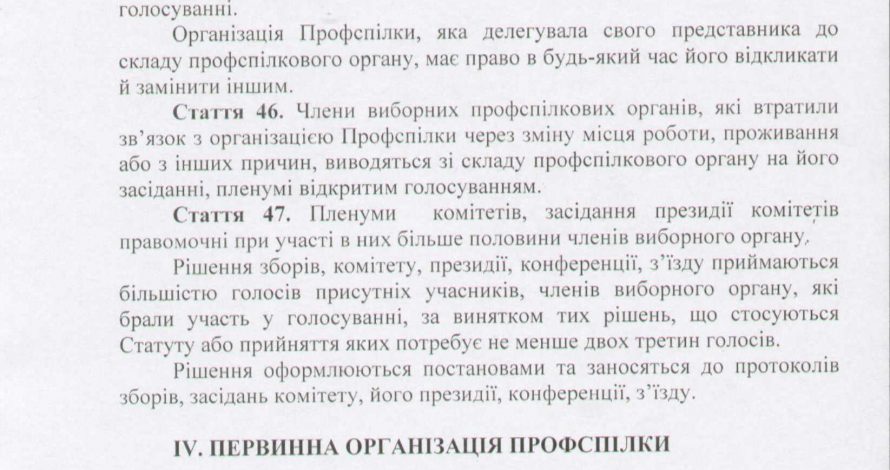 голосуванні.
Організація Профспілки, яка делегувала свого представника до
складу профспілкового органу, має право в будь-який час його відкликати
й замінити іншим.
Стаття 46. Члени виборних профспілкових органів, які втратили
зв’язок з організацією Профспілки через зміну місця роботи, проживання
або з інших причин, виводяться зі складу профспілкового органу на його
засіданні, пленумі відкритим голосуванням.
Стаття 47. Пленуми комітетів, засідання президії комітетів
правомочні при участі в них більше половини членів виборного органу.
Рішення зборів, комітету, президії, конференції, з’їзду приймаються
більшістю голосів присутніх учасників, членів виборного органу, які
брали участь у голосуванні, за винятком тих рішень, що стосуються
Статуту або прийняття яких потребує не менше двох третин голосів.
Рішення оформлюються постановами та заносяться до протоколів
зборів, засідань комітету, його президії, конференції, з’їзду.
IV. ПЕРВИННА ОРГАНІЗАЦІЯ ПРОФСПІЛКИ